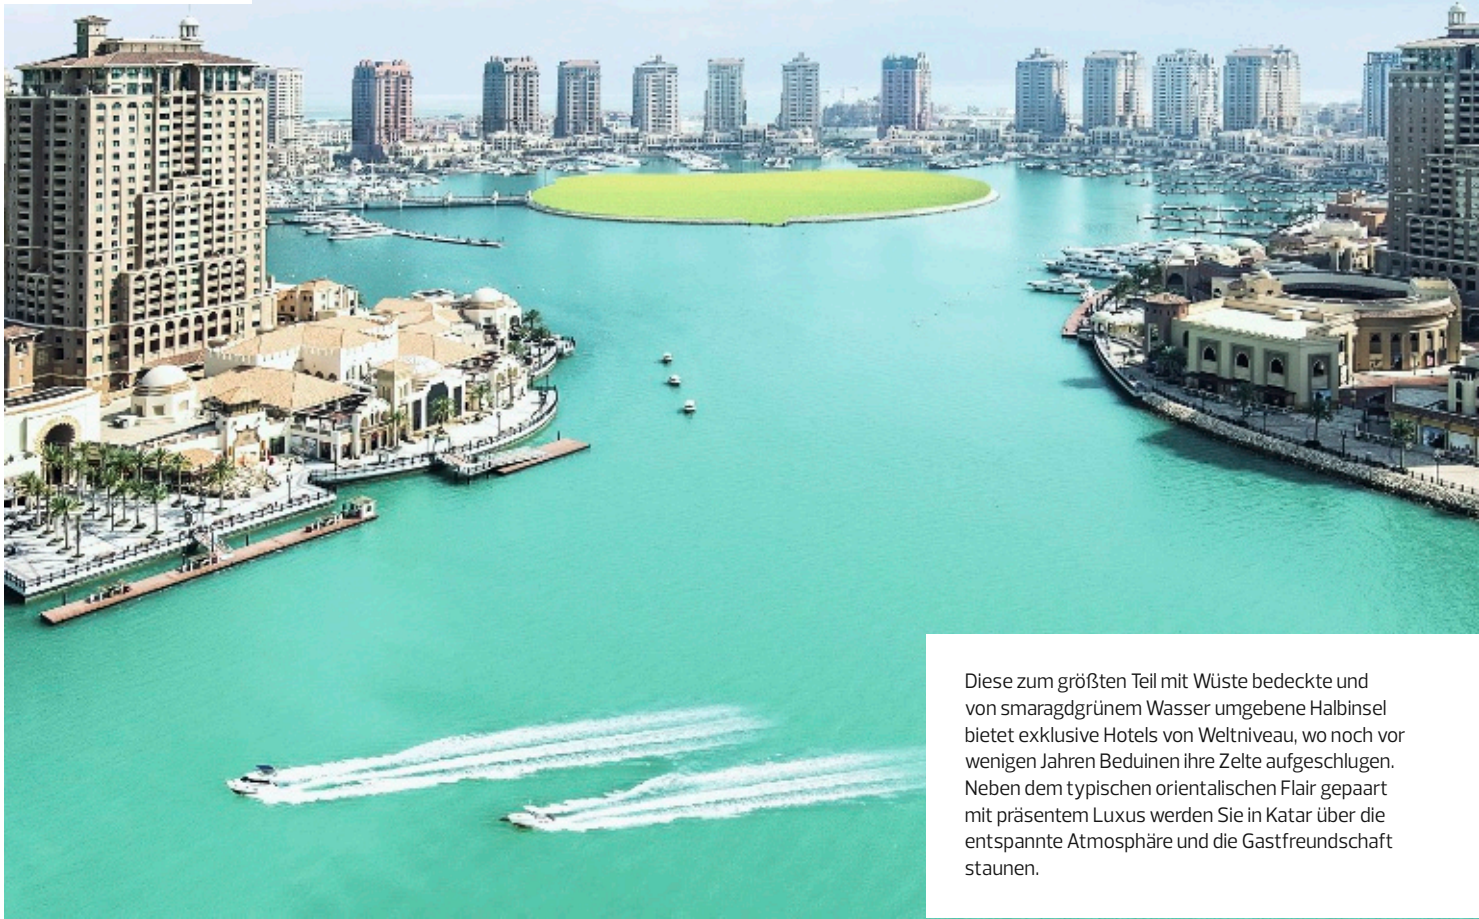 Diese zum größten Teil mit Wüste bedeckte und
von smaragdgrünem Wasser umgebene Halbinsel
bietet exklusive Hotels von Weltniveau, wo noch vor
wenigen Jahren Beduinen ihre Zelte aufgeschlugen.
Neben dem typischen orientalischen Flair gepaart
mit präsentem Luxus werden Sie in Katar über die
entspannte Atmosphäre und die Gastfreundschaft
staunen.